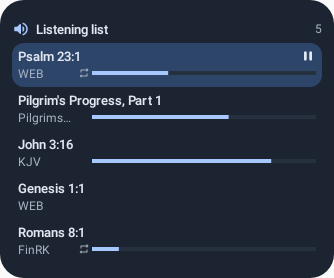 Listening list 5
Psalm 23:1
WEB
Pilgrim's Progress, Part 1
Pilgrims...
John 3:16
KJV
Genesis 1:1
WEB
Romans 8:1
FinRK